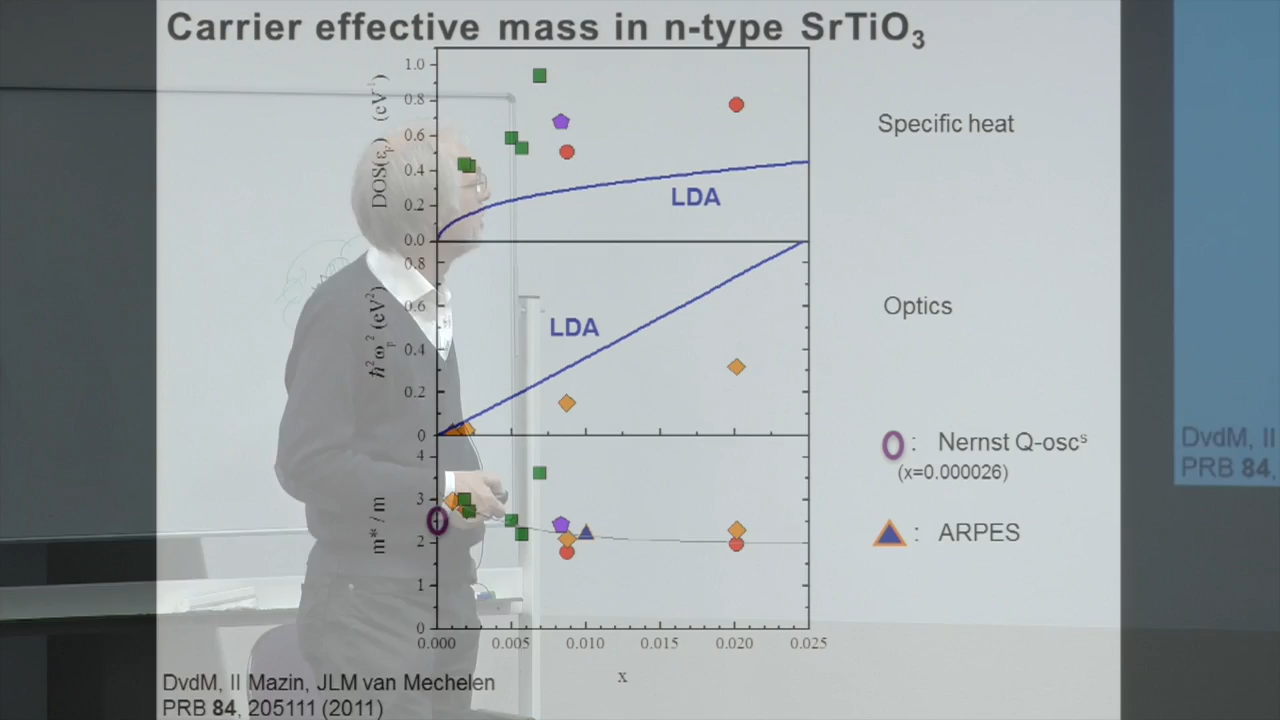 Carrier effective mass in n-type SrTiO3
DOS(εF) (eV-1)
1.0
0.8
0.6
0.4
0.2
0.0
LDA
Specific heat
ħ2ωp2 (eV2)
0.8
0.6
0.4
0.2
0
LDA
Optics
m* / m
4
3
2
1
0
0.000 0.005 0.010 0.015 0.020 0.025
x
: Nernst Q-oscs
(x=0.000026)
: ARPES
DvdM, II Mazin, JLM van Mechelen
PRB 84, 205111 (2011)
DvdM, II
PRB 84,